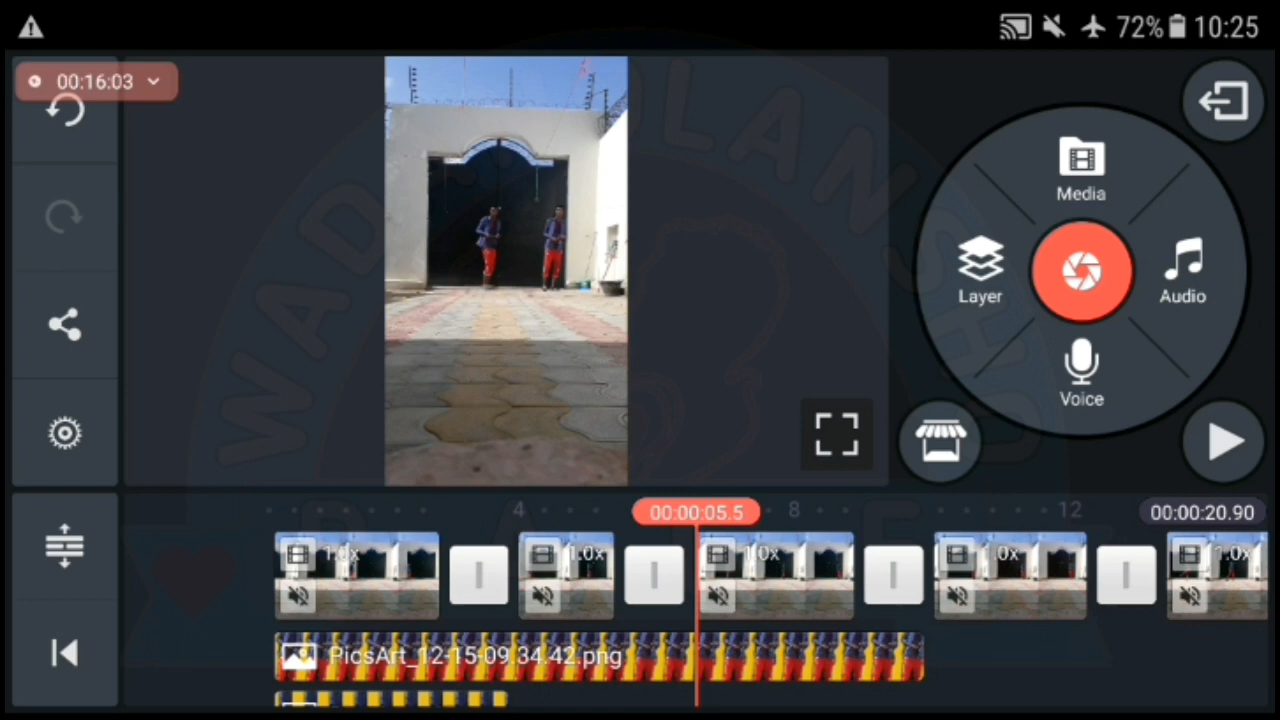 72% 10:25
00:16:03
Media
Layer
Audio
Voice
4
00:00:05.5
8
12
00:00:20.90
1.0x
1.0x
1.0x
1.0x
1.0x
PicsArt_12-15-09.34.42.png